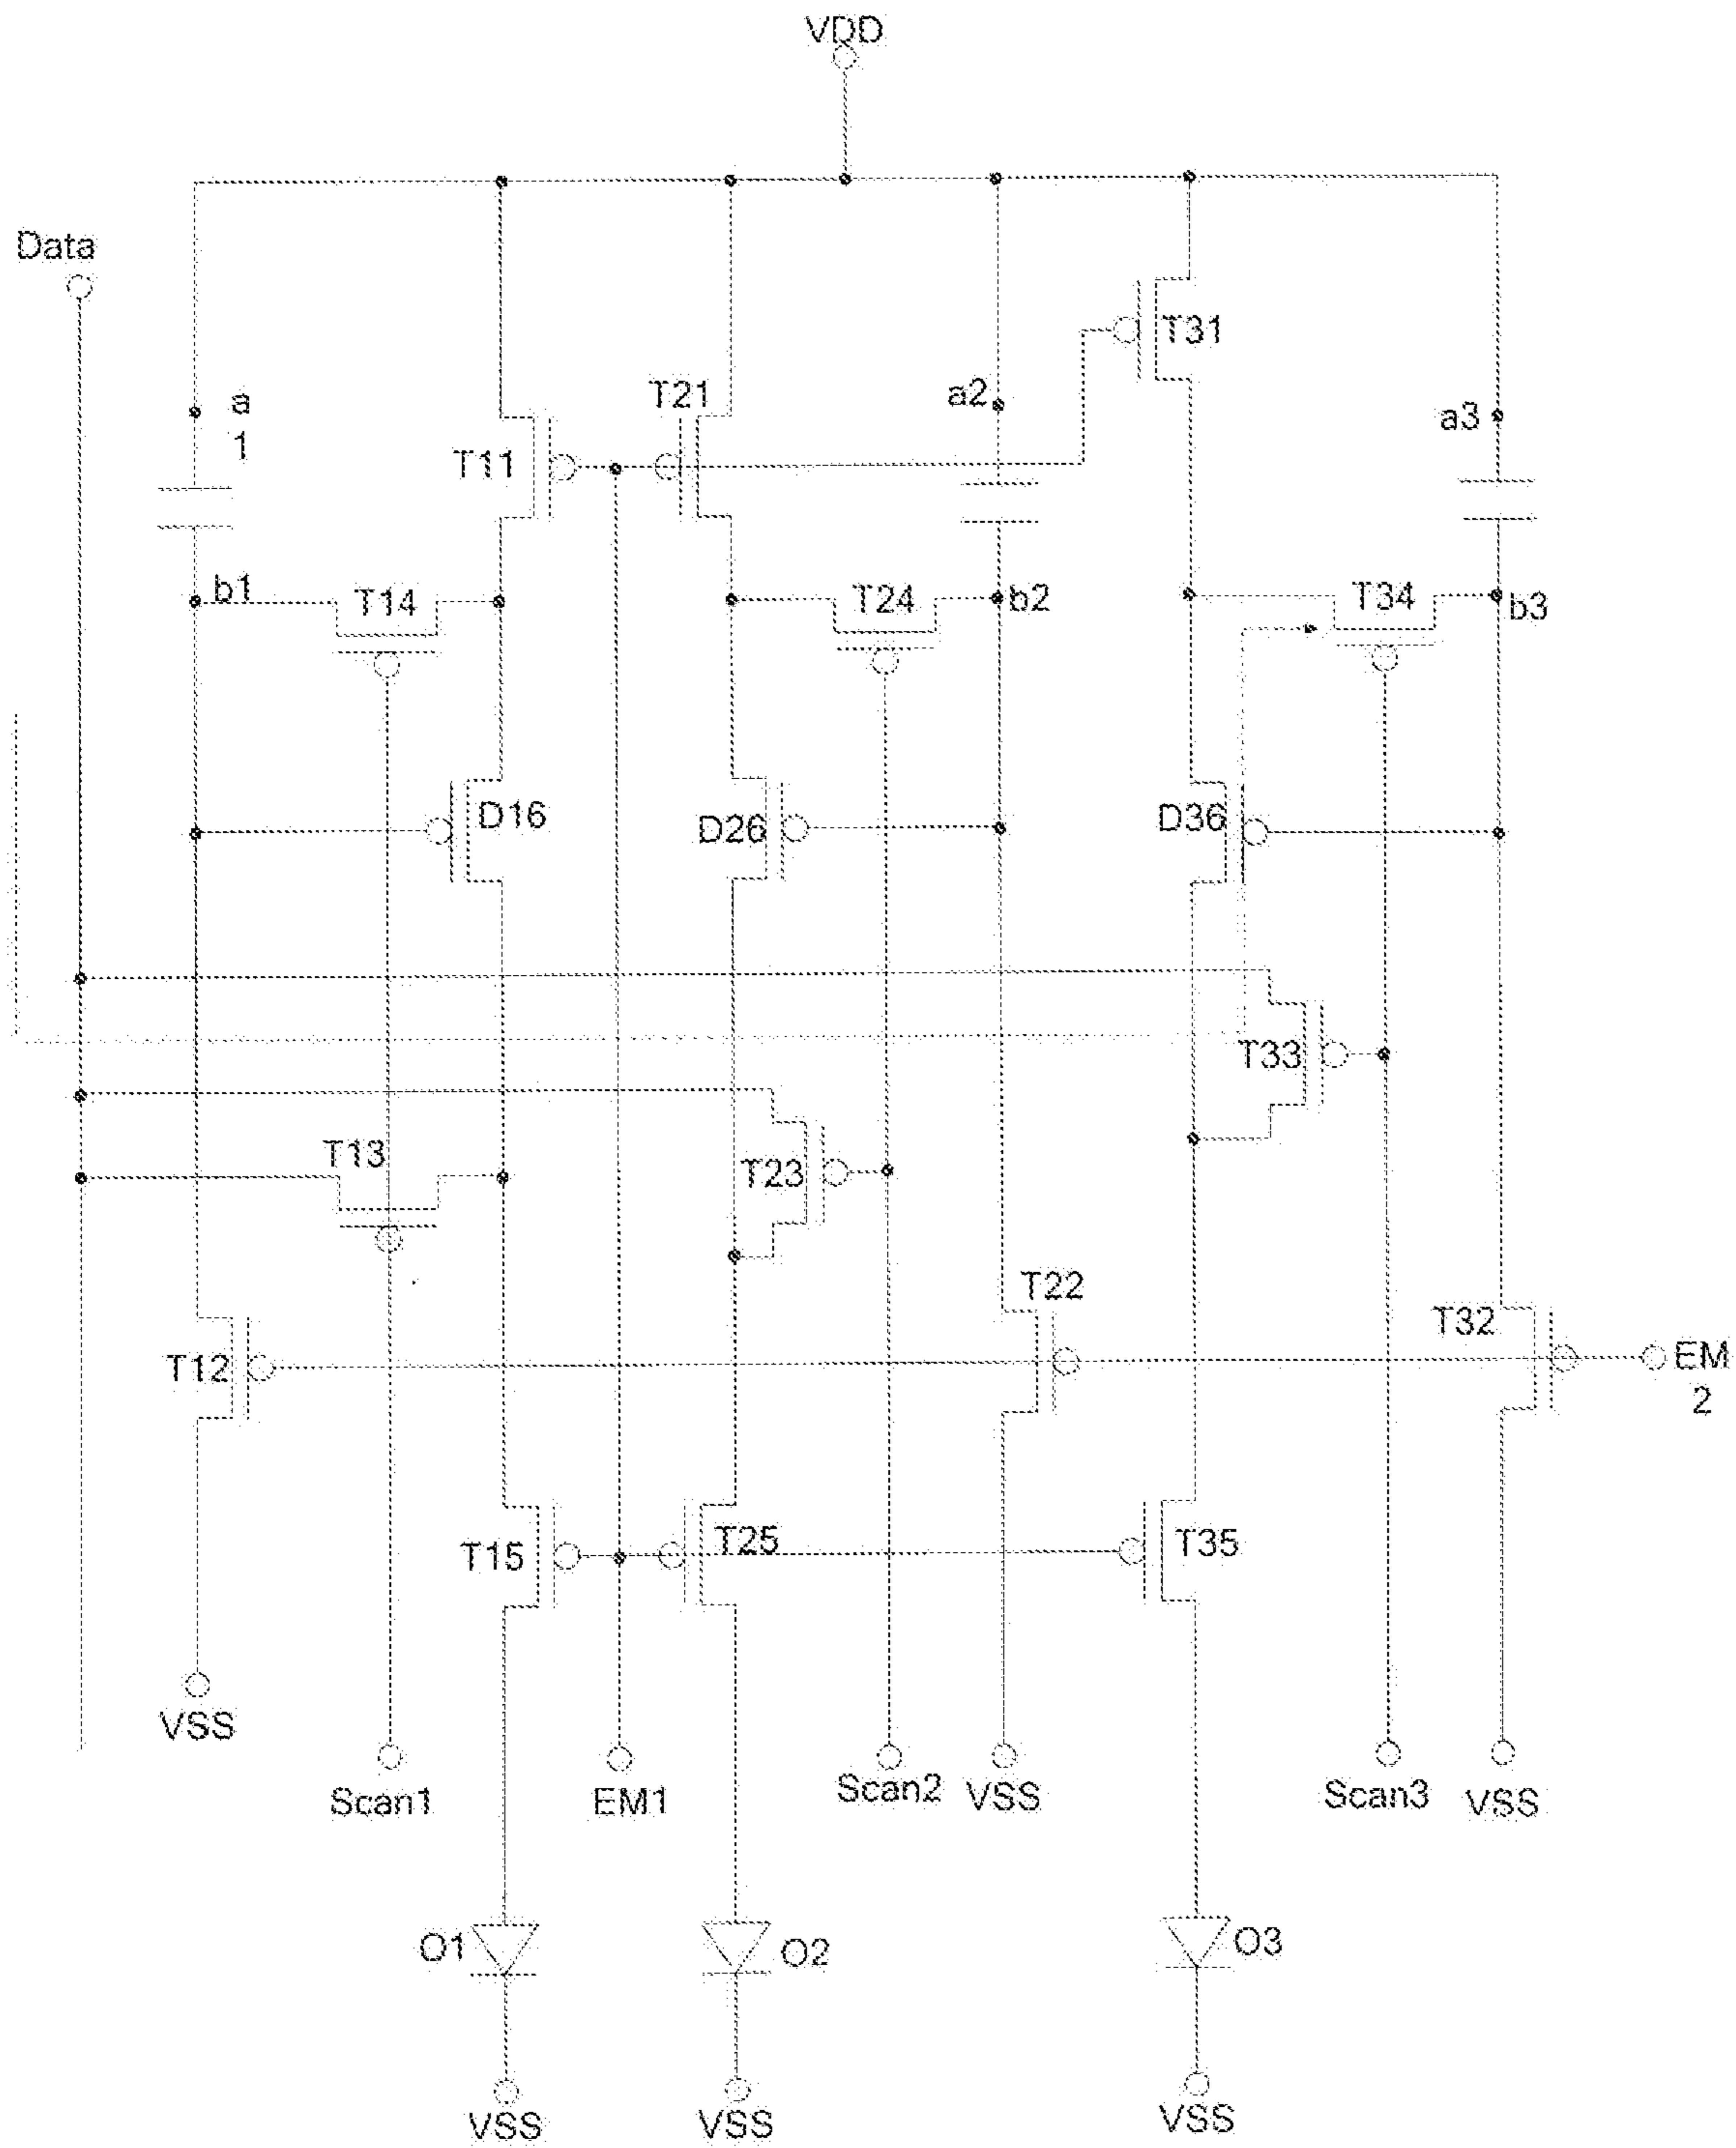 VDD
Data
T31
T21
a2
a
1
a3
T11
b1
T14
T24
b2
T34
b3
D16
D26
D36
T33
T13
T23
T22
T32
T12
EM
2
T15
T25
T35
VSS
Scan1
EM1
Scan2
VSS
Scan3
VSS
O1
O2
O3
VSS
VSS
VSS